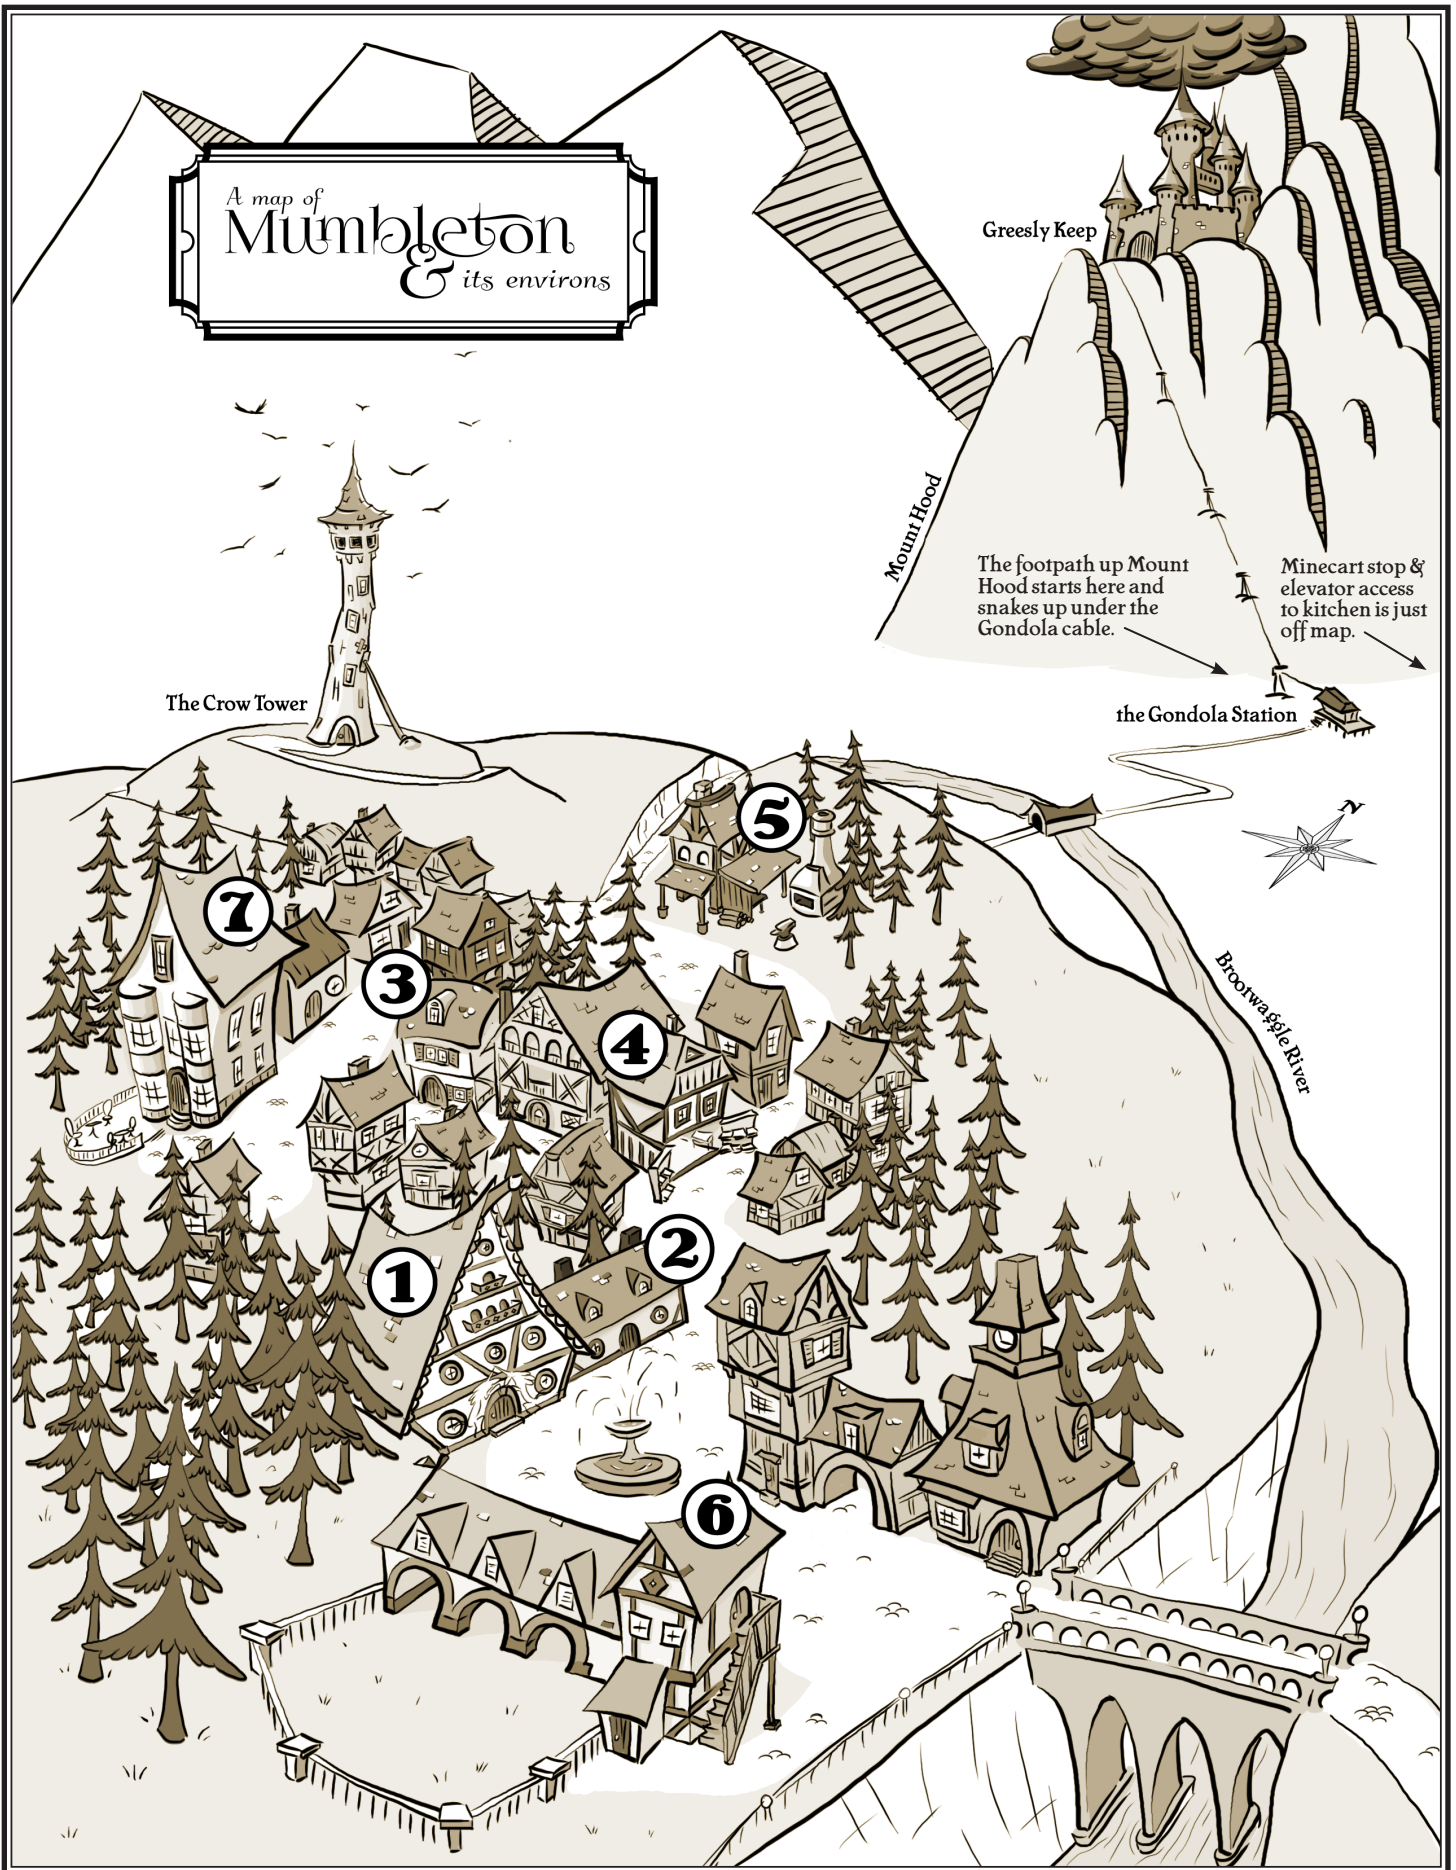 A map of
Mumbleton
& its environs
Greesly Keep
Mount Hood
The footpath up Mount
Hood starts here and
snakes up under the
Gondola cable.
Minecart stop &
elevator access
to kitchen is just
off map.
The Crow Tower
the Gondola Station
N
Brootwaggle River
5
7
3
4
2
1
6